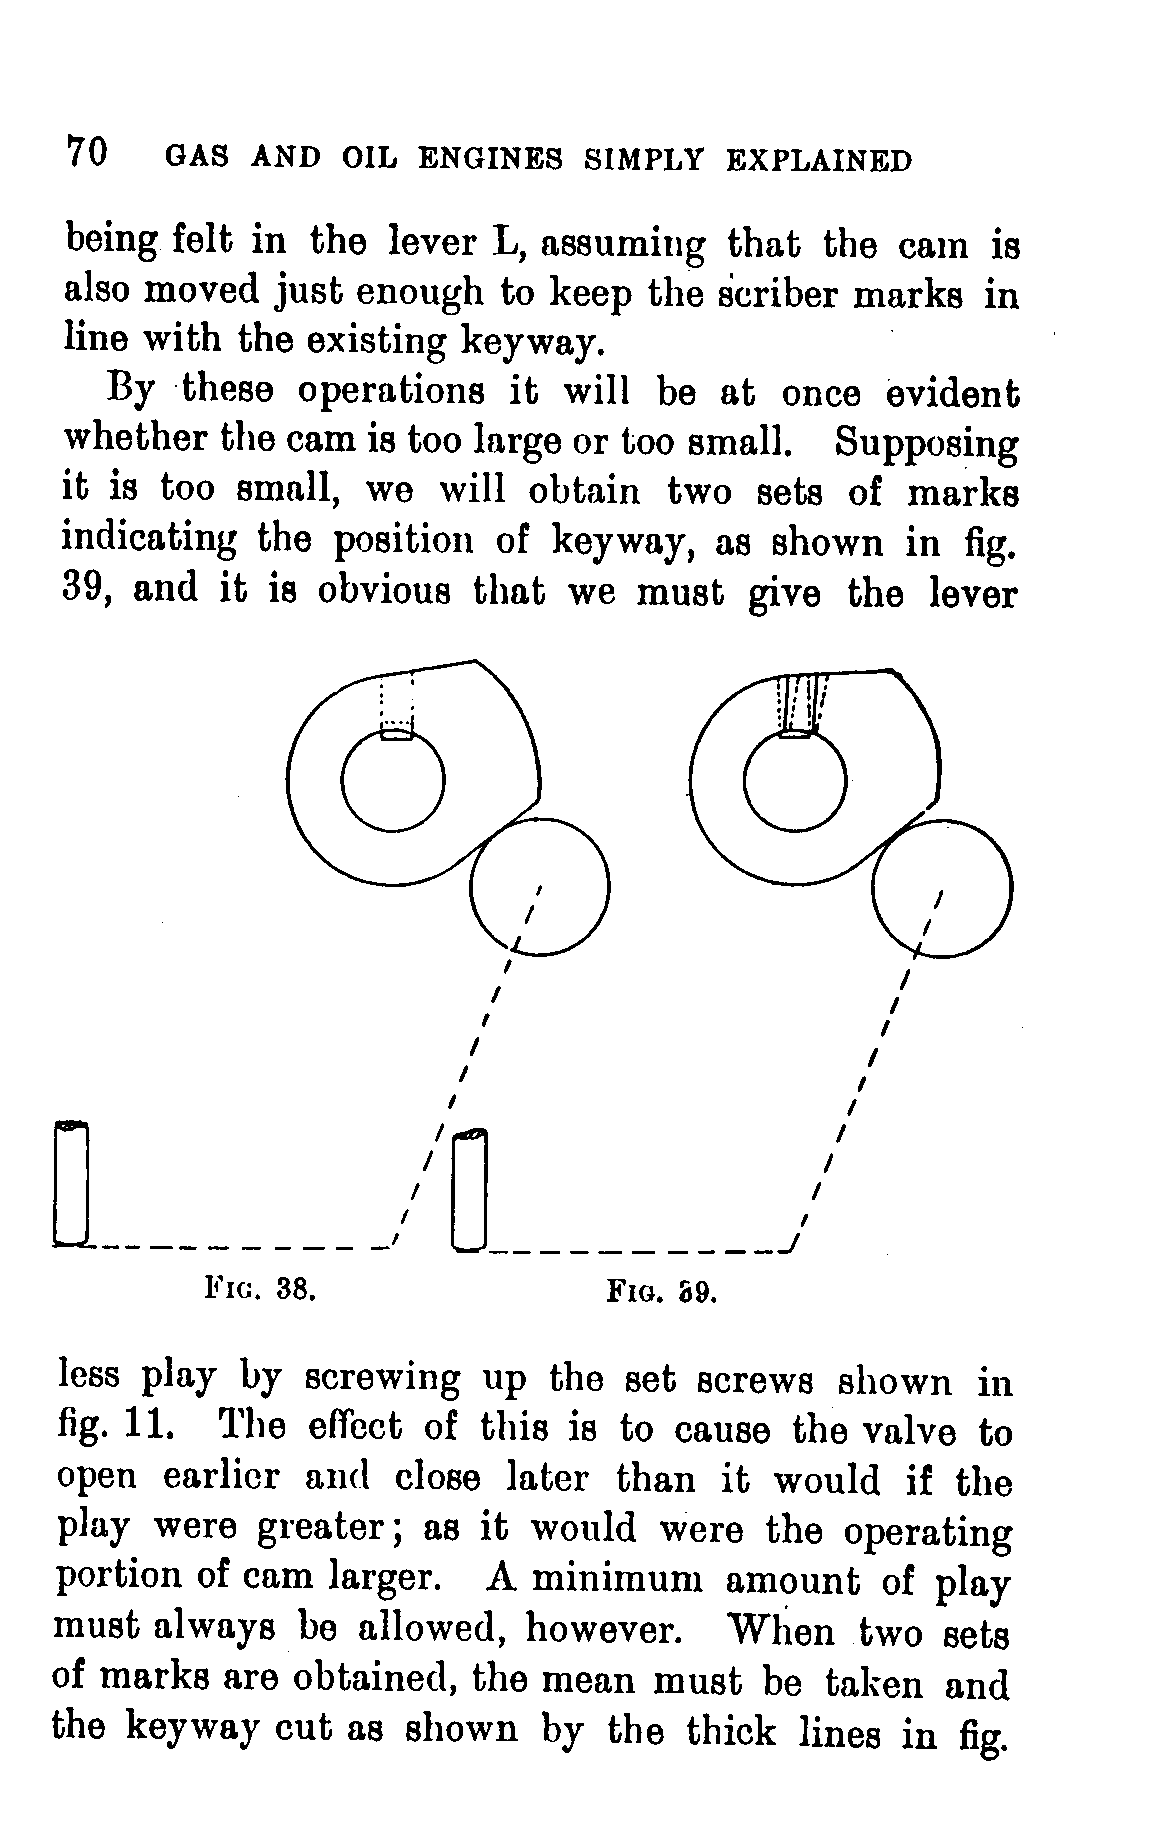 70 GAS AND OIL ENGINES SIMPLY EXPLAINED
being felt in the lever L, assuming that the cam is
also moved just enough to keep the scriber marks in
line with the existing keyway.
By these operations it will be at once evident
whether the cam is too large or too small. Supposing
it is too small, we will obtain two sets of marks
indicating the position of keyway, as shown in fig.
39, and it is obvious that we must give the lever
FIG. 38.
FIG. 39.
less play by screwing up the set screws shown in
fig. 11. The effect of this is to cause the valve to
open earlier and close later than it would if the
play were greater; as it would were the operating
portion of cam larger. A minimum amount of play
must always be allowed, however. When two sets
of marks are obtained, the mean must be taken and
the keyway cut as shown by the thick lines in fig.